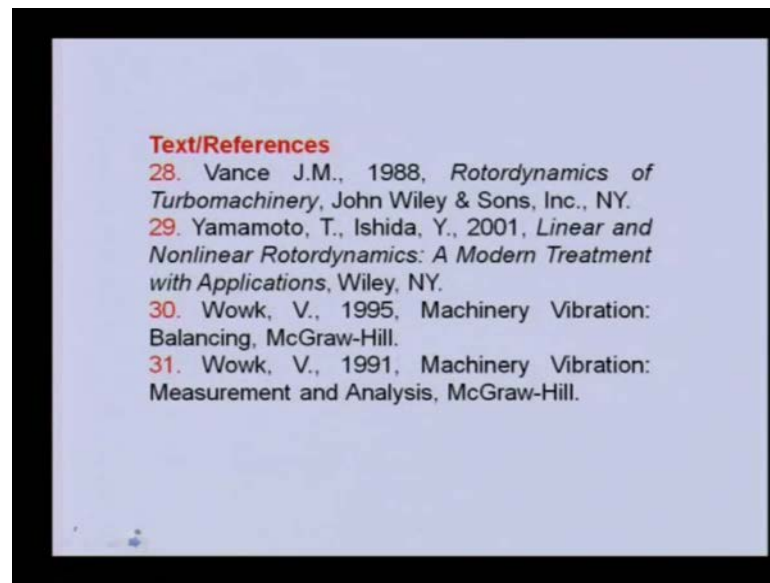 Text/References
28. Vance J.M., 1988, Rotordynamics of
Turbomachinery, John Wiley & Sons, Inc., NY.
29. Yamamoto, T., Ishida, Y., 2001, Linear and
Nonlinear Rotordynamics: A Modern Treatment
with Applications, Wiley, NY.
30. Wowk, V., 1995, Machinery Vibration:
Balancing, McGraw-Hill.
31. Wowk, V., 1991, Machinery Vibration:
Measurement and Analysis, McGraw-Hill.